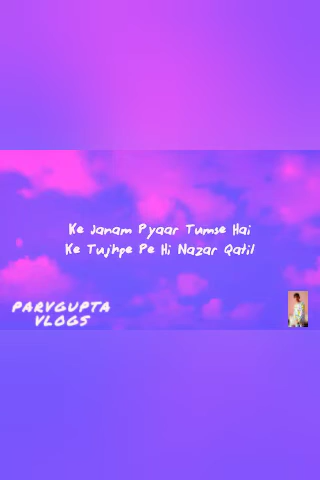 Ke Janam Pyaar Tumse Hai
Ke Tujhpe Pe Hi Nazar Qatil
PARVGUPTA
VLOGS